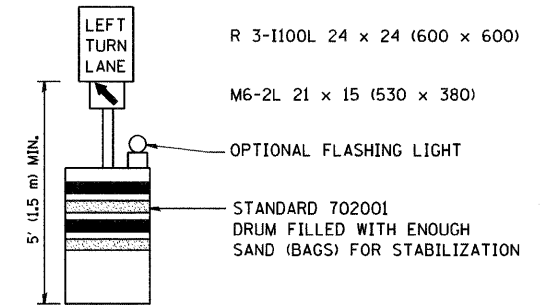 LEFT
TURN
LANE
R 3-I100L 24 x 24 (600 x 600)
M6-2L 21 x 15 (530 x 380)
5' (1.5 m) MIN.
OPTIONAL FLASHING LIGHT
STANDARD 702001
DRUM FILLED WITH ENOUGH
SAND (BAGS) FOR STABILIZATION